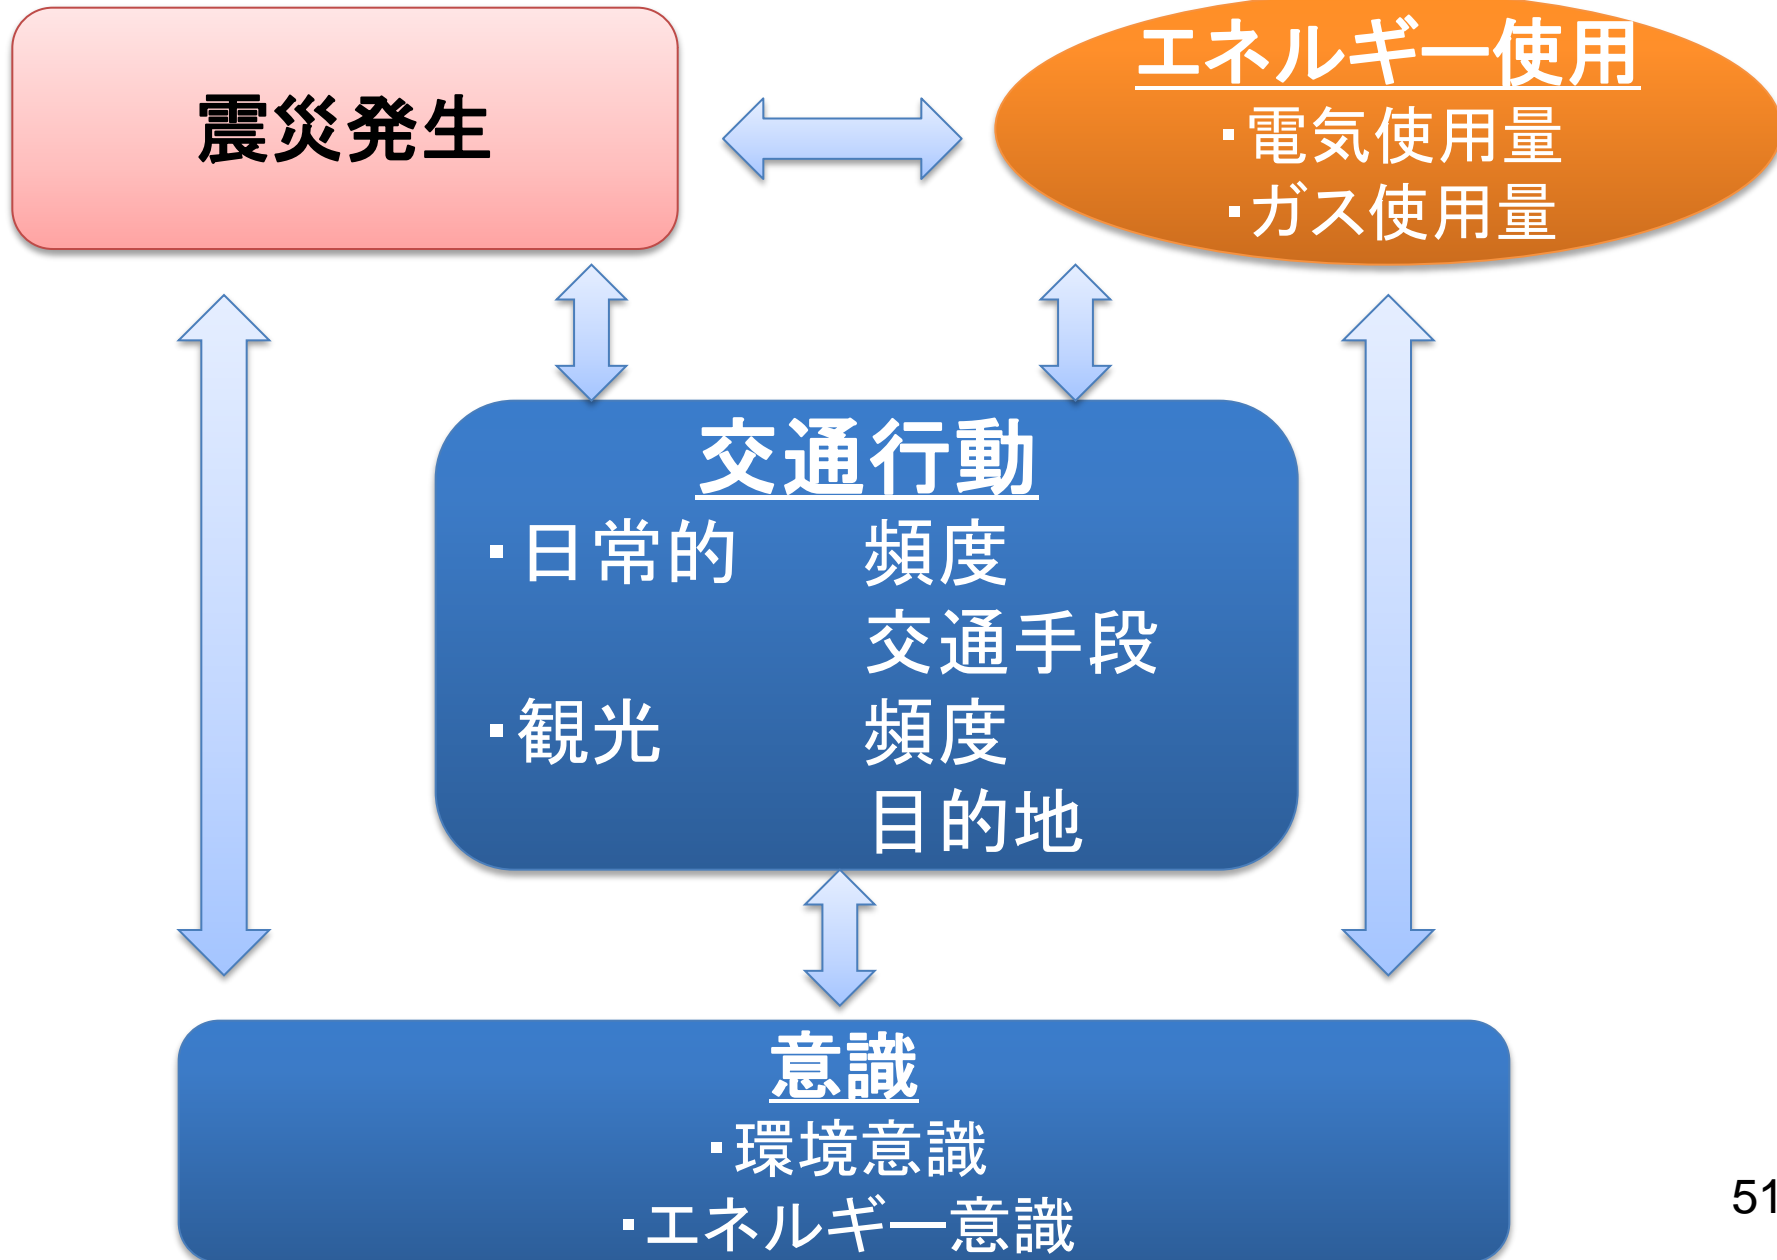 震災発生
エネルギー使用
・電気使用量
・ガス使用量
交通行動
・日常的 頻度
交通手段
・観光 頻度
目的地
意識
・環境意識
・エネルギー意識
51